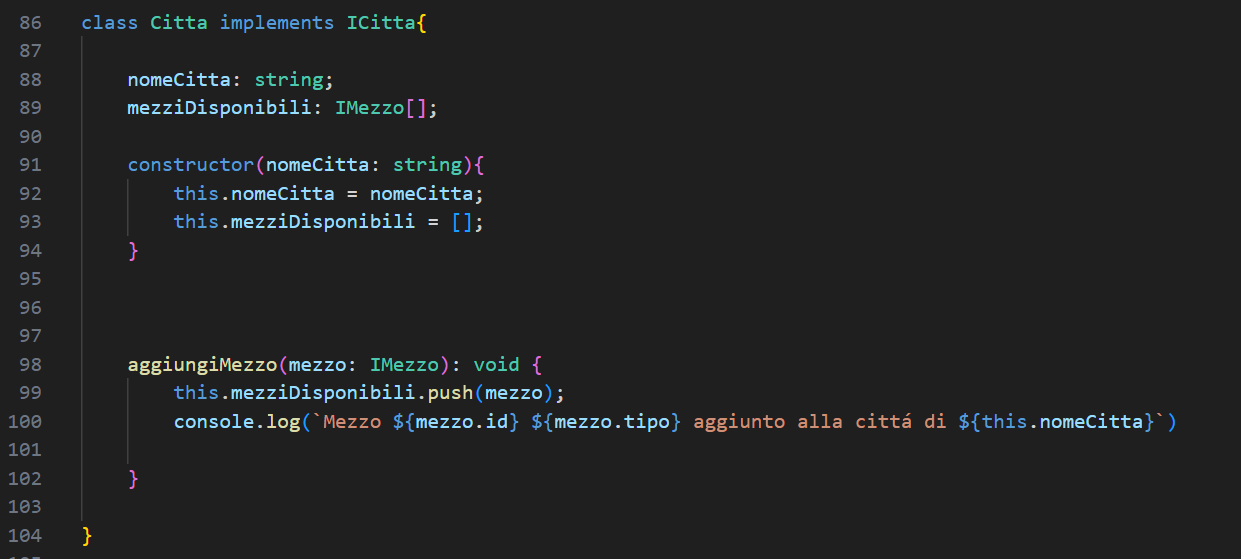 86 class Citta implements ICitta{
87
88 nomeCitta: string;
89 mezziDisponibili: IMezzo[];
90
91 constructor(nomeCitta: string){
92 this.nomeCitta = nomeCitta;
93 this.mezziDisponibili = [];
94 }
95
96
97
98 aggiungiMezzo(mezzo: IMezzo): void {
99 this.mezziDisponibili.push(mezzo);
100 console.log(`Mezzo ${mezzo.id} ${mezzo.tipo} aggiunto alla cittá di ${this.nomeCitta}`)
101
102 }
103
104 }